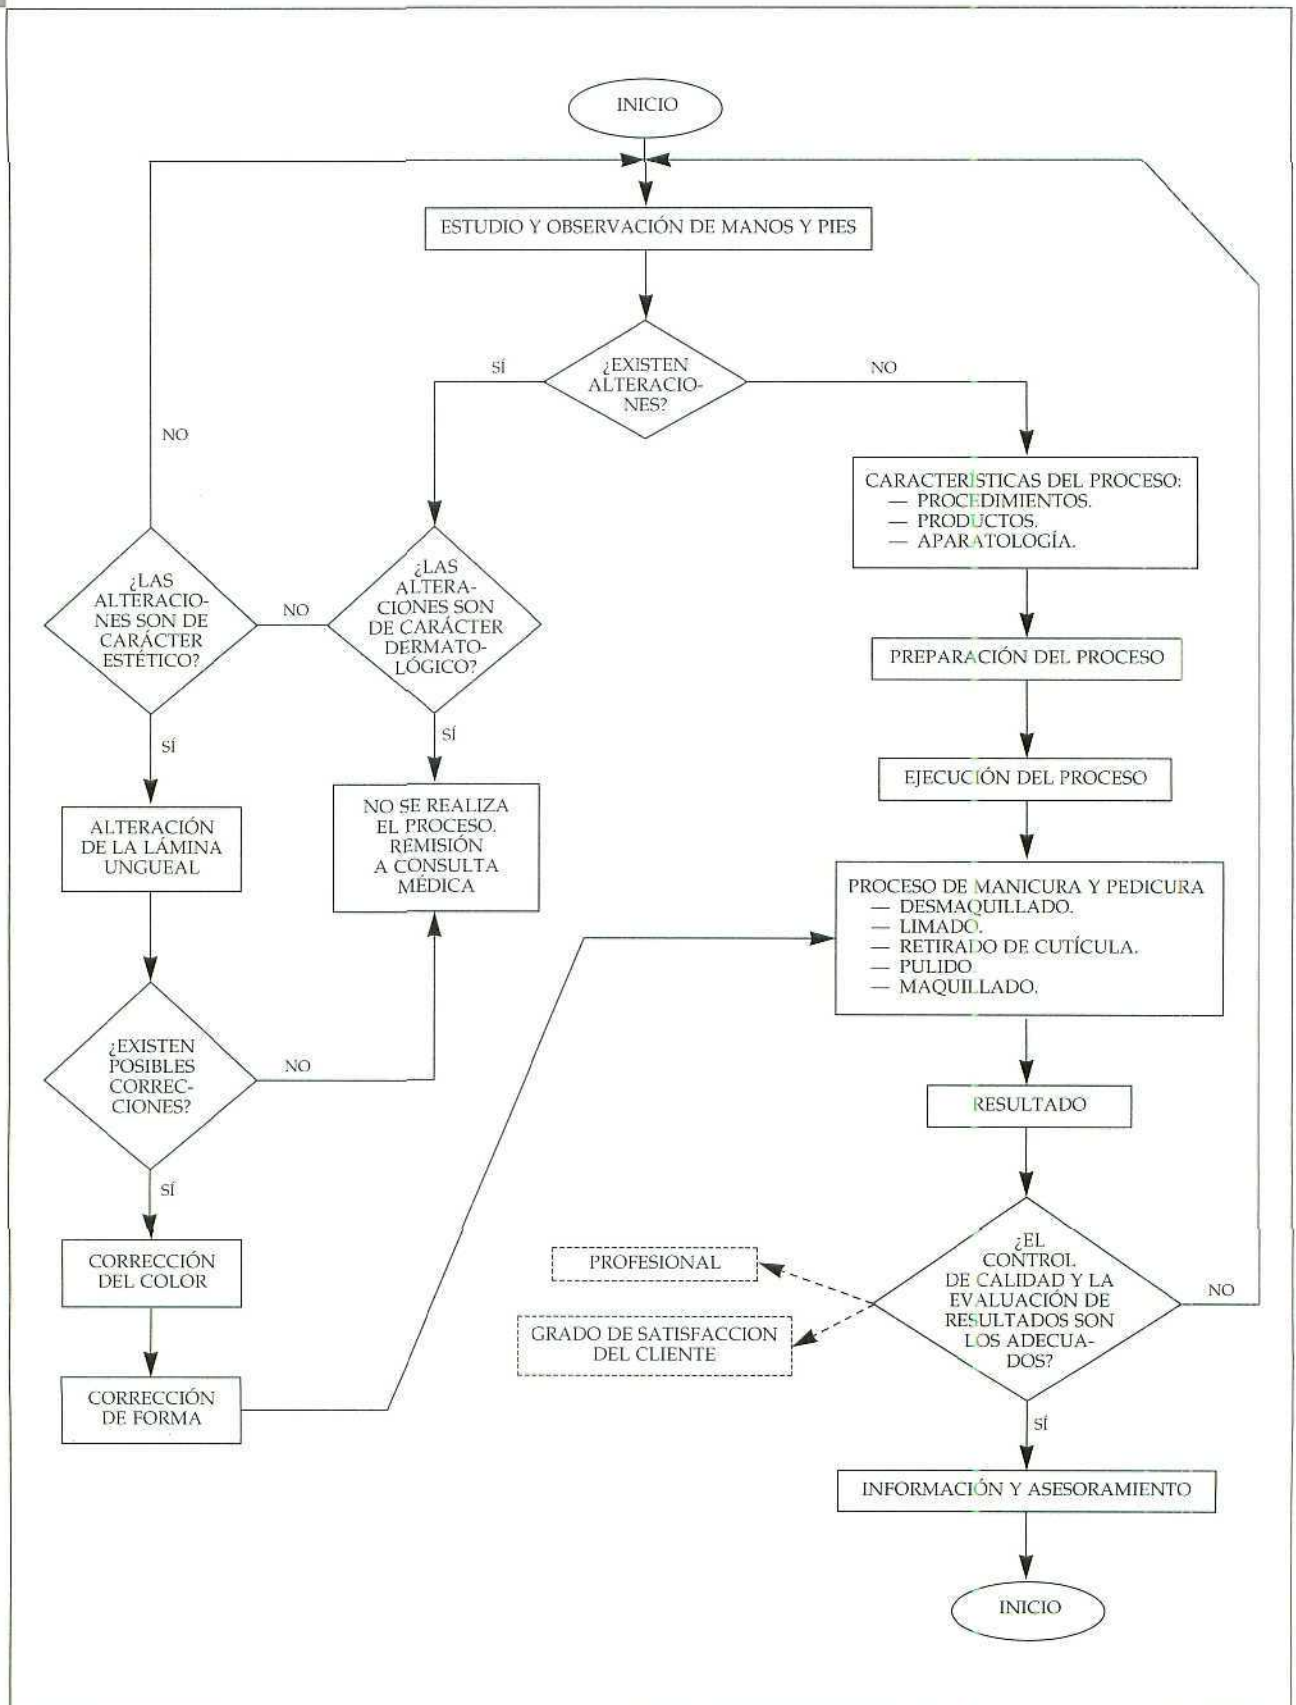 INICIO
ESTUDIO Y OBSERVACIÓN DE MANOS Y PIES
¿EXISTEN
ALTERACIO-
NES?
SÍ
NO
NO
CARACTERÍSTICAS DEL PROCESO:
— PROCEDIMIENTOS.
— PRODUCTOS.
— APARATOLOGÍA.
¿LAS
ALTERACIO-
NES SON DE
CARÁCTER
ESTÉTICO?
NO
¿LAS
ALTERA-
CIONES SON
DE CARÁCTER
DERMATO-
LÓGICO?
PREPARACIÓN DEL PROCESO
SÍ
SÍ
EJECUCIÓN DEL PROCESO
ALTERACIÓN
DE LA LÁMINA
UNGUEAL
NO SE REALIZA
EL PROCESO.
REMISIÓN
A CONSULTA
MÉDICA
PROCESO DE MANICURA Y PEDICURA
— DESMAQUILLADO.
— LIMADO.
— RETIRADO DE CUTÍCULA.
— PULIDO
— MAQUILLADO.
¿EXISTEN
POSIBLES
CORREC-
CIONES?
NO
RESULTADO
SÍ
CORRECCIÓN
DEL COLOR
PROFESIONAL
GRADO DE SATISFACCION
DEL CLIENTE
¿EL
CONTROL
DE CALIDAD Y LA
EVALUACIÓN DE
RESULTADOS SON
LOS ADECUA-
DOS?
NO
CORRECCIÓN
DE FORMA
SÍ
INFORMACIÓN Y ASESORAMIENTO
INICIO